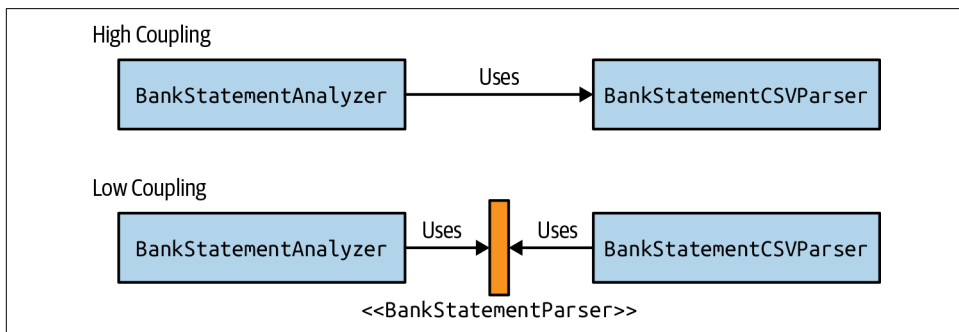 High Coupling
BankStatementAnalyzer
Uses
BankStatementCSVParser
Low Coupling
BankStatementAnalyzer
Uses
Uses
BankStatementCSVParser
<<BankStatementParser>>